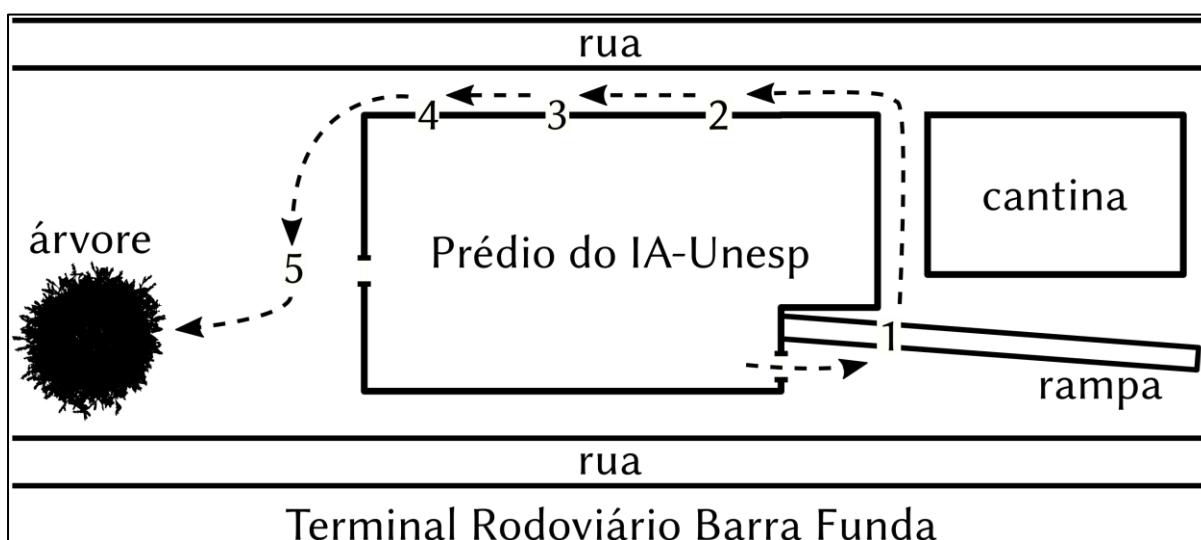 rua
4 3 2
cantina
árvore
Prédio do IA-Unesp
5
1
rampa
rua
Terminal Rodoviário Barra Funda